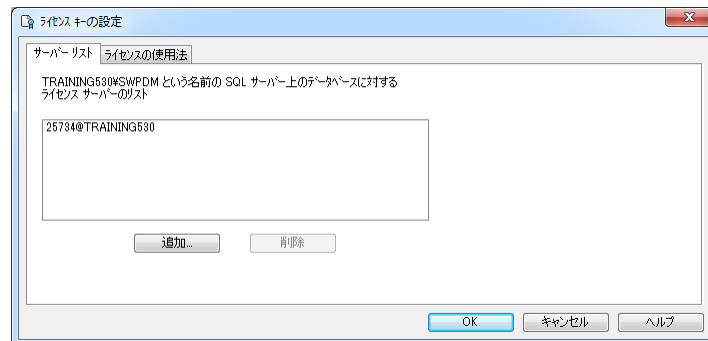 ライセンス キーの設定
サーバー リスト
ライセンスの使用法
TRAINING530¥SWPDM という名前の SQL サーバー上のデータベースに対する
ライセンス サーバーのリスト
25734@TRAINING530
追加...
削除
OK
キャンセル
ヘルプ